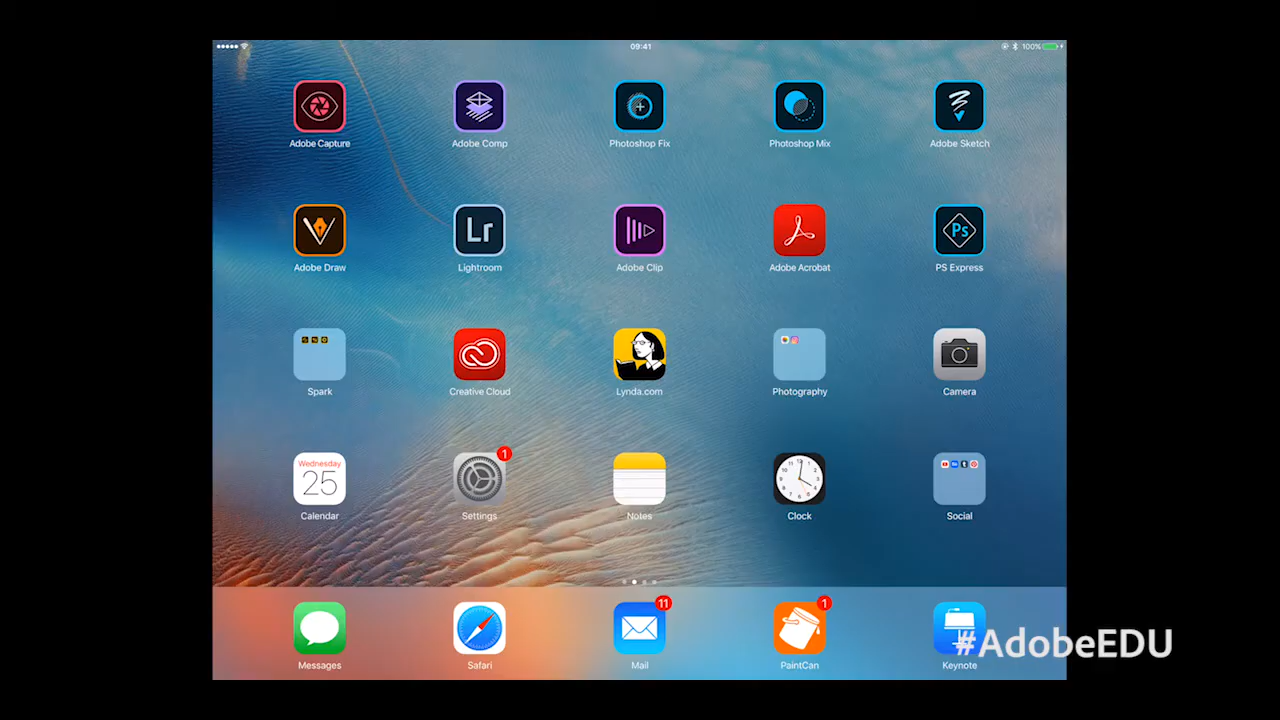 09:41
100%
Adobe Capture
Adobe Comp
Photoshop Fix
Photoshop Mix
Adobe Sketch
Adobe Draw
Lr
Lightroom
Adobe Clip
Adobe Acrobat
Ps
PS Express
Spark
Creative Cloud
Lynda.com
Photography
Camera
Wednesday
25
Calendar
1
Settings
Notes
Clock
Social
Messages
Safari
11
Mail
1
PaintCan
Keynote
#AdobeEDU